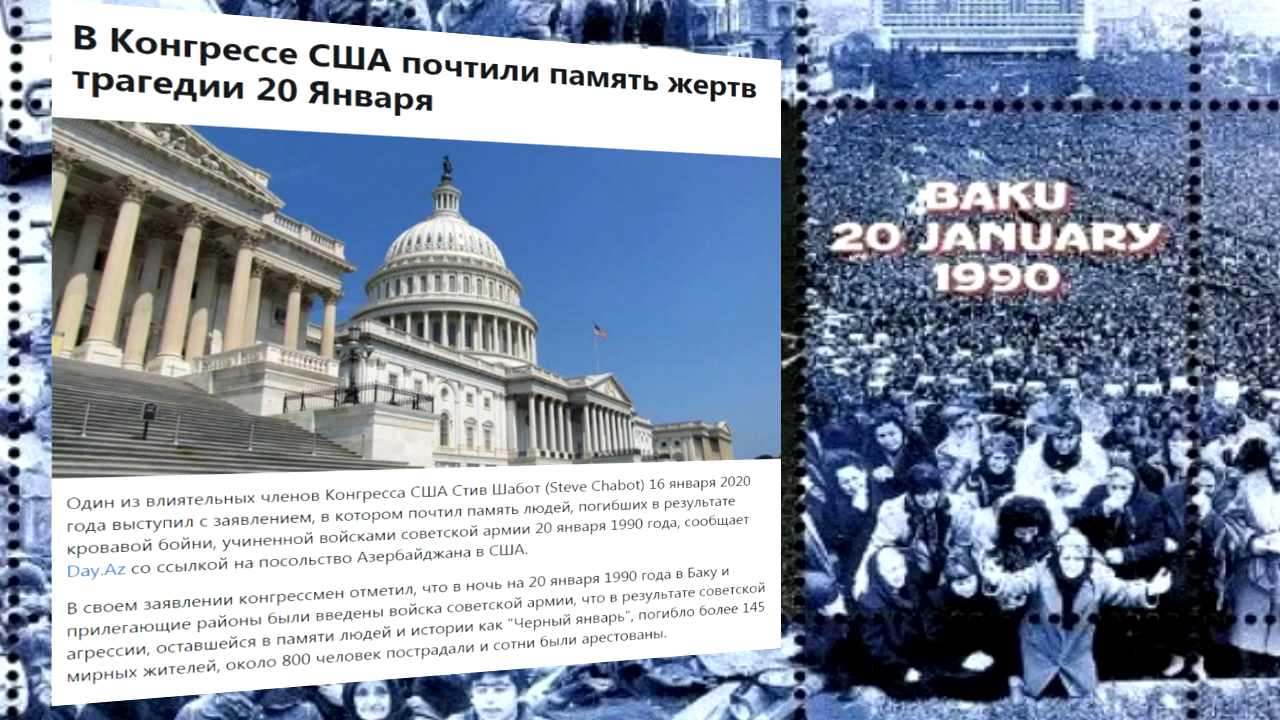 В Конгрессе США почтили память жертв
трагедии 20 Января
Один из влиятельных членов Конгресса США Стив Шабот (Steve Chabot) 16 января 2020
года выступил с заявлением, в котором почтил память людей, погибших в результате
кровавой бойни, учиненной войсками советской армии 20 января 1990 года, сообщает
Day.Az со ссылкой на посольство Азербайджана в США.
В своем заявлении конгрессмен отметил, что в ночь на 20 января 1990 года в Баку и
прилегающие районы были введены войска советской армии, что в результате советской
агрессии, оставшейся в памяти людей и истории как "Черный январь", погибло более 145
мирных жителей, около 800 человек пострадали и сотни были арестованы.
BAKU
20 JANUARY
1990